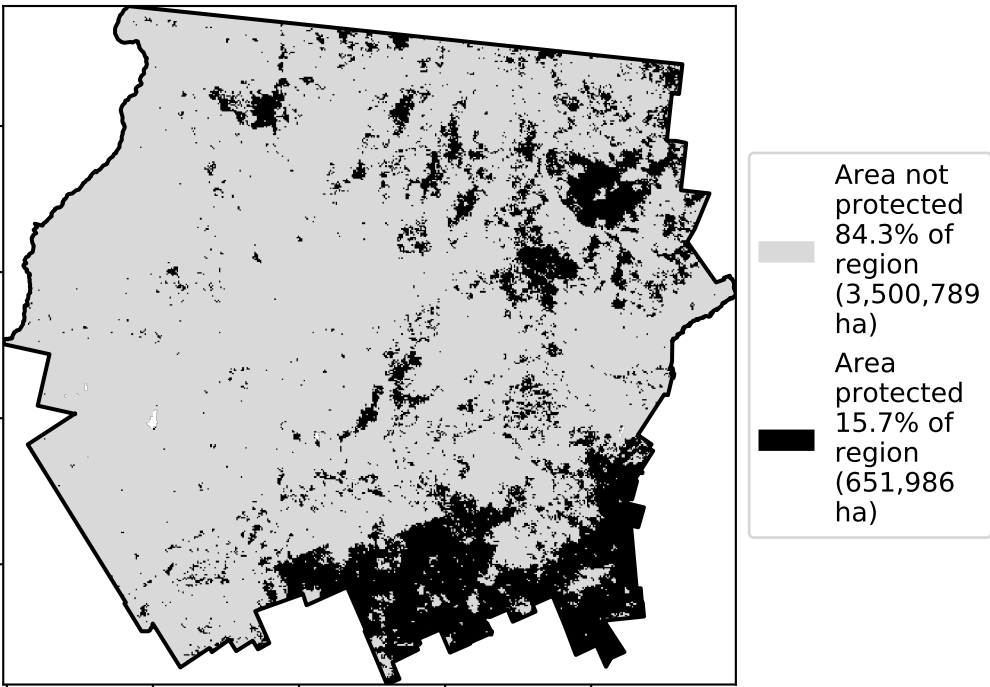 Area not
protected
84.3% of
region
(3,500,789
ha)
Area
protected
15.7% of
region
(651,986
ha)